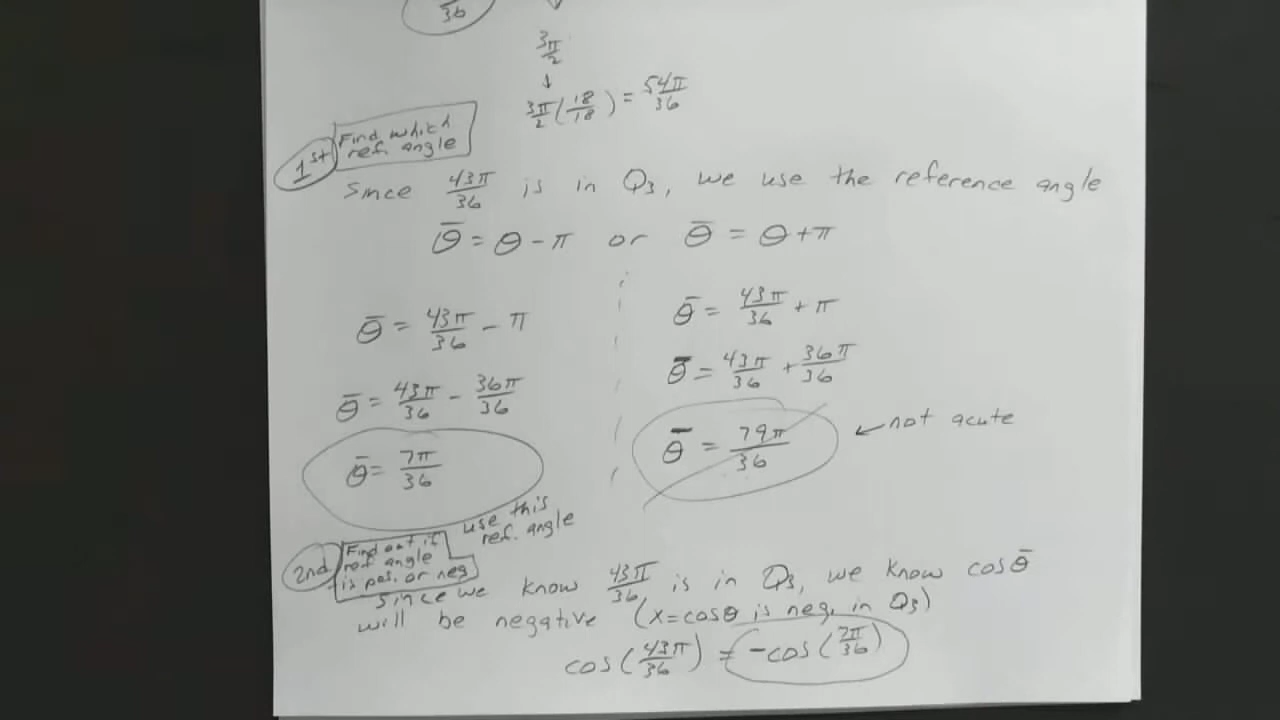 36
3π/2
↓
3π/2 (18/18) = 54π/36
1st Find which ref. angle
Since 43π/36 is in Q₃, we use the reference angle
θ̄ = θ - π or θ̄ = θ + π
θ̄ = 43π/36 - π
θ̄ = 43π/36 - 36π/36
θ̄ = 7π/36
use this
ref. angle
θ̄ = 43π/36 + π
θ̄ = 43π/36 + 36π/36
θ̄ = 79π/36 ← not acute
2nd Find out if
ref angle
is pos. or neg
Since we know 43π/36 is in Q₃, we know cosθ̄
will be negative (x=cosθ is neg. in Q₃)
cos(43π/36) = -cos(7π/36)